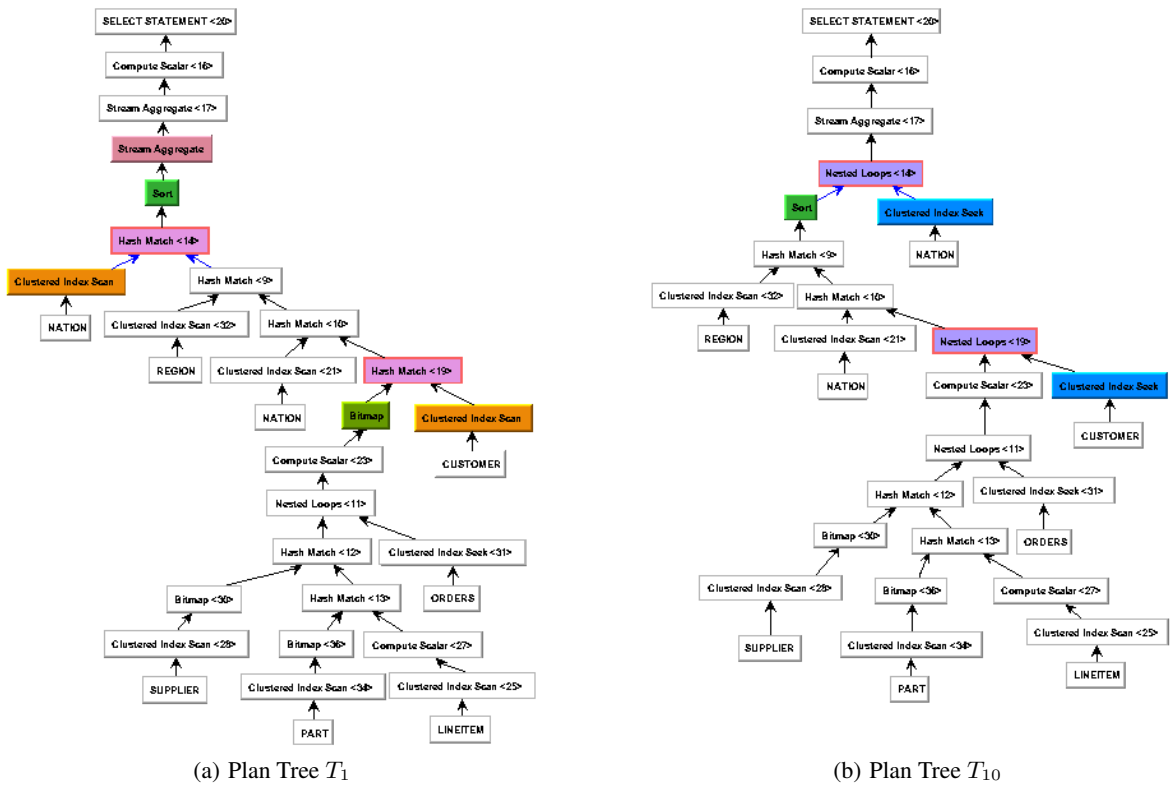 SELECT STATEMENT <20>
Compute Scalar <16>
Stream Aggregate <17>
Stream Aggregate
Sort
Hash Match <14>
Clustered Index Scan
Hash Match <9>
NATION
Clustered Index Scan <32>
Hash Match <10>
REGION
Clustered Index Scan <21>
Hash Match <19>
NATION
Bitmap
Clustered Index Scan
Compute Scalar <23>
CUSTOMER
Nested Loops <11>
Hash Match <12>
Clustered Index Seek <31>
Bitmap <30>
Hash Match <13>
ORDERS
Clustered Index Scan <28>
Bitmap <36>
Compute Scalar <27>
SUPPLIER
Clustered Index Scan <34>
Clustered Index Scan <25>
PART
LINEITEM
(a) Plan Tree T1
SELECT STATEMENT <20>
Compute Scalar <16>
Stream Aggregate <17>
Nested Loops <14>
Sort
Clustered Index Seek
Hash Match <9>
NATION
Clustered Index Scan <32>
Hash Match <10>
REGION
Clustered Index Scan <21>
Nested Loops <19>
NATION
Compute Scalar <23>
Clustered Index Seek
CUSTOMER
Nested Loops <11>
Hash Match <12>
Clustered Index Seek <31>
Bitmap <30>
Hash Match <13>
ORDERS
Clustered Index Scan <28>
Bitmap <36>
Compute Scalar <27>
SUPPLIER
Clustered Index Scan <34>
Clustered Index Scan <25>
PART
LINEITEM
(b) Plan Tree T10